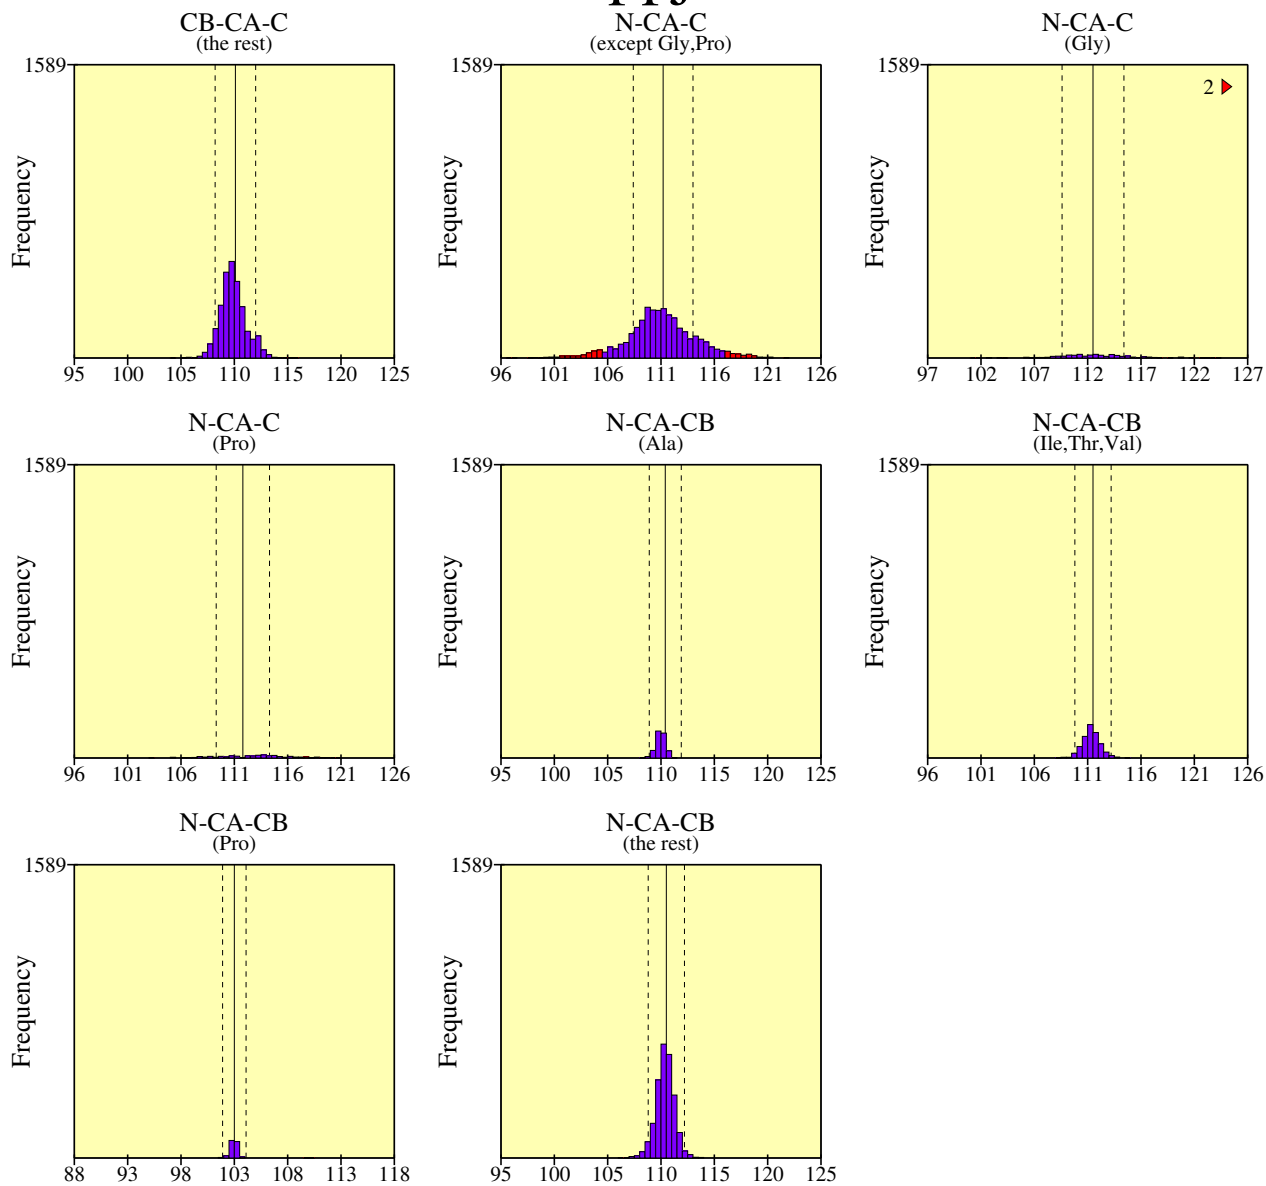 CB-CA-C N-CA-C N-CA-C
(the rest) (except Gly,Pro) (Gly)
1589 1589 1589
2
Frequency Frequency Frequency
95 100 105 110 115 120 125 96 101 106 111 116 121 126 97 102 107 112 117 122 127
N-CA-C N-CA-CB N-CA-CB
(Pro) (Ala) (Ile,Thr,Val)
1589 1589 1589
Frequency Frequency Frequency
96 101 106 111 116 121 126 95 100 105 110 115 120 125 96 101 106 111 116 121 126
N-CA-CB N-CA-CB
(Pro) (the rest)
1589 1589
Frequency Frequency
88 93 98 103 108 113 118 95 100 105 110 115 120 125